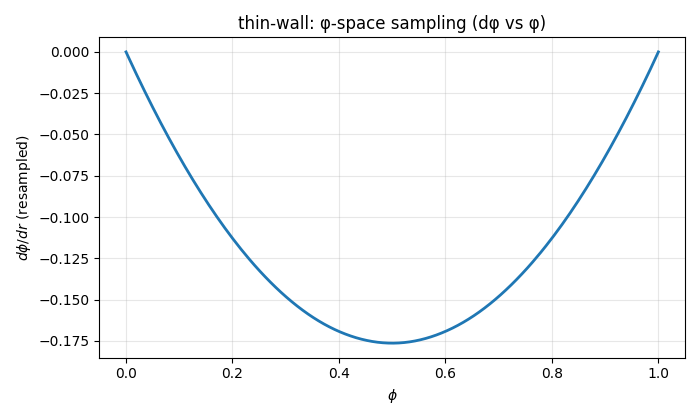 thin-wall: φ-space sampling (dφ vs φ)
0.000
−0.025
−0.050
−0.075
−0.100
−0.125
−0.150
−0.175
dϕ/dr (resampled)
0.0 0.2 0.4 0.6 0.8 1.0
ϕ